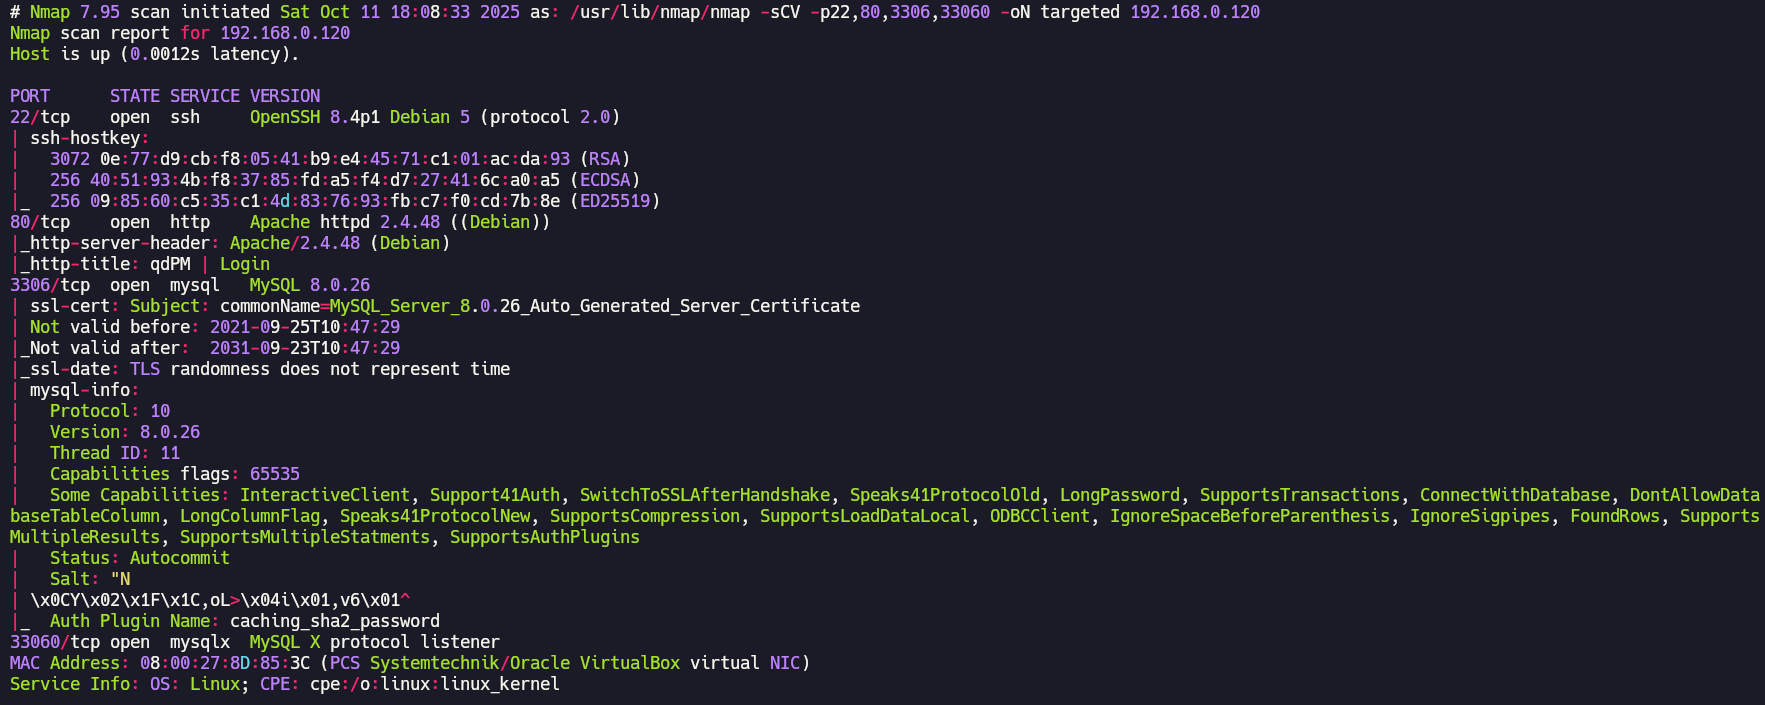 # Nmap 7.95 scan initiated Sat Oct 11 18:08:33 2025 as: /usr/lib/nmap/nmap -sCV -p22,80,3306,33060 -oN targeted 192.168.0.120
Nmap scan report for 192.168.0.120
Host is up (0.0012s latency).

PORT      STATE SERVICE VERSION
22/tcp    open  ssh     OpenSSH 8.4p1 Debian 5 (protocol 2.0)
| ssh-hostkey:
|   3072 0e:77:d9:cb:f8:05:41:b9:e4:45:71:c1:01:ac:da:93 (RSA)
|   256 40:51:93:4b:f8:37:85:fd:a5:f4:d7:27:41:6c:a0:a5 (ECDSA)
|_  256 09:85:60:c5:35:c1:4d:83:76:93:fb:c7:f0:cd:7b:8e (ED25519)
80/tcp    open  http    Apache httpd 2.4.48 ((Debian))
|_http-server-header: Apache/2.4.48 (Debian)
|_http-title: qdPM | Login
3306/tcp  open  mysql   MySQL 8.0.26
| ssl-cert: Subject: commonName=MySQL_Server_8.0.26_Auto_Generated_Server_Certificate
| Not valid before: 2021-09-25T10:47:29
|_Not valid after:  2031-09-23T10:47:29
|_ssl-date: TLS randomness does not represent time
| mysql-info:
|   Protocol: 10
|   Version: 8.0.26
|   Thread ID: 11
|   Capabilities flags: 65535
|   Some Capabilities: InteractiveClient, Support41Auth, SwitchToSSLAfterHandshake, Speaks41ProtocolOld, LongPassword, SupportsTransactions, ConnectWithDatabase, DontAllowData
baseTableColumn, LongColumnFlag, Speaks41ProtocolNew, SupportsCompression, SupportsLoadDataLocal, ODBCClient, IgnoreSpaceBeforeParenthesis, IgnoreSigpipes, FoundRows, Supports
MultipleResults, SupportsMultipleStatments, SupportsAuthPlugins
|   Status: Autocommit
|   Salt: "N
| \x0CY\x02\x1F\x1C,oL>\x04i\x01,v6\x01^
|_  Auth Plugin Name: caching_sha2_password
33060/tcp open  mysqlx  MySQL X protocol listener
MAC Address: 08:00:27:8D:85:3C (PCS Systemtechnik/Oracle VirtualBox virtual NIC)
Service Info: OS: Linux; CPE: cpe:/o:linux:linux_kernel